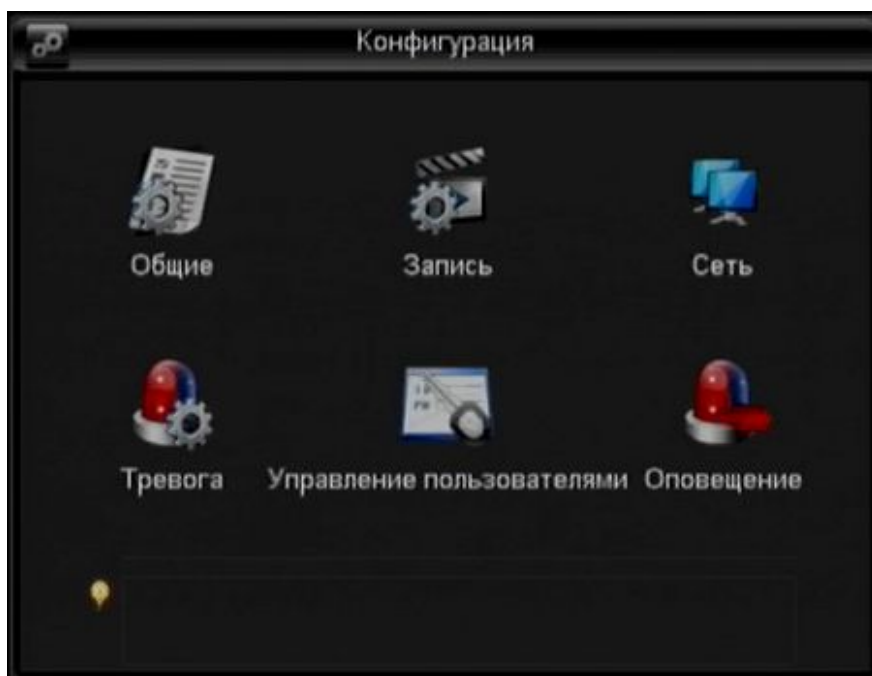 Конфигурация
Общие
Запись
Сеть
Тревога
Управление пользователями
Оповещение